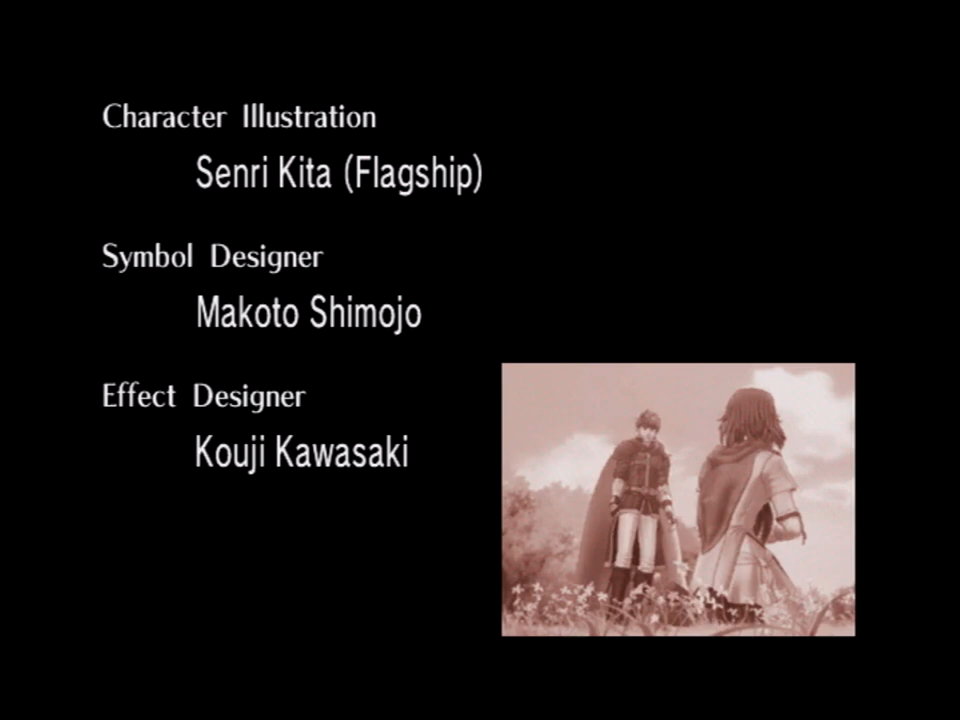 Character Illustration
Senri Kita (Flagship)
Symbol Designer
Makoto Shimojo
Effect Designer
Kouji Kawasaki